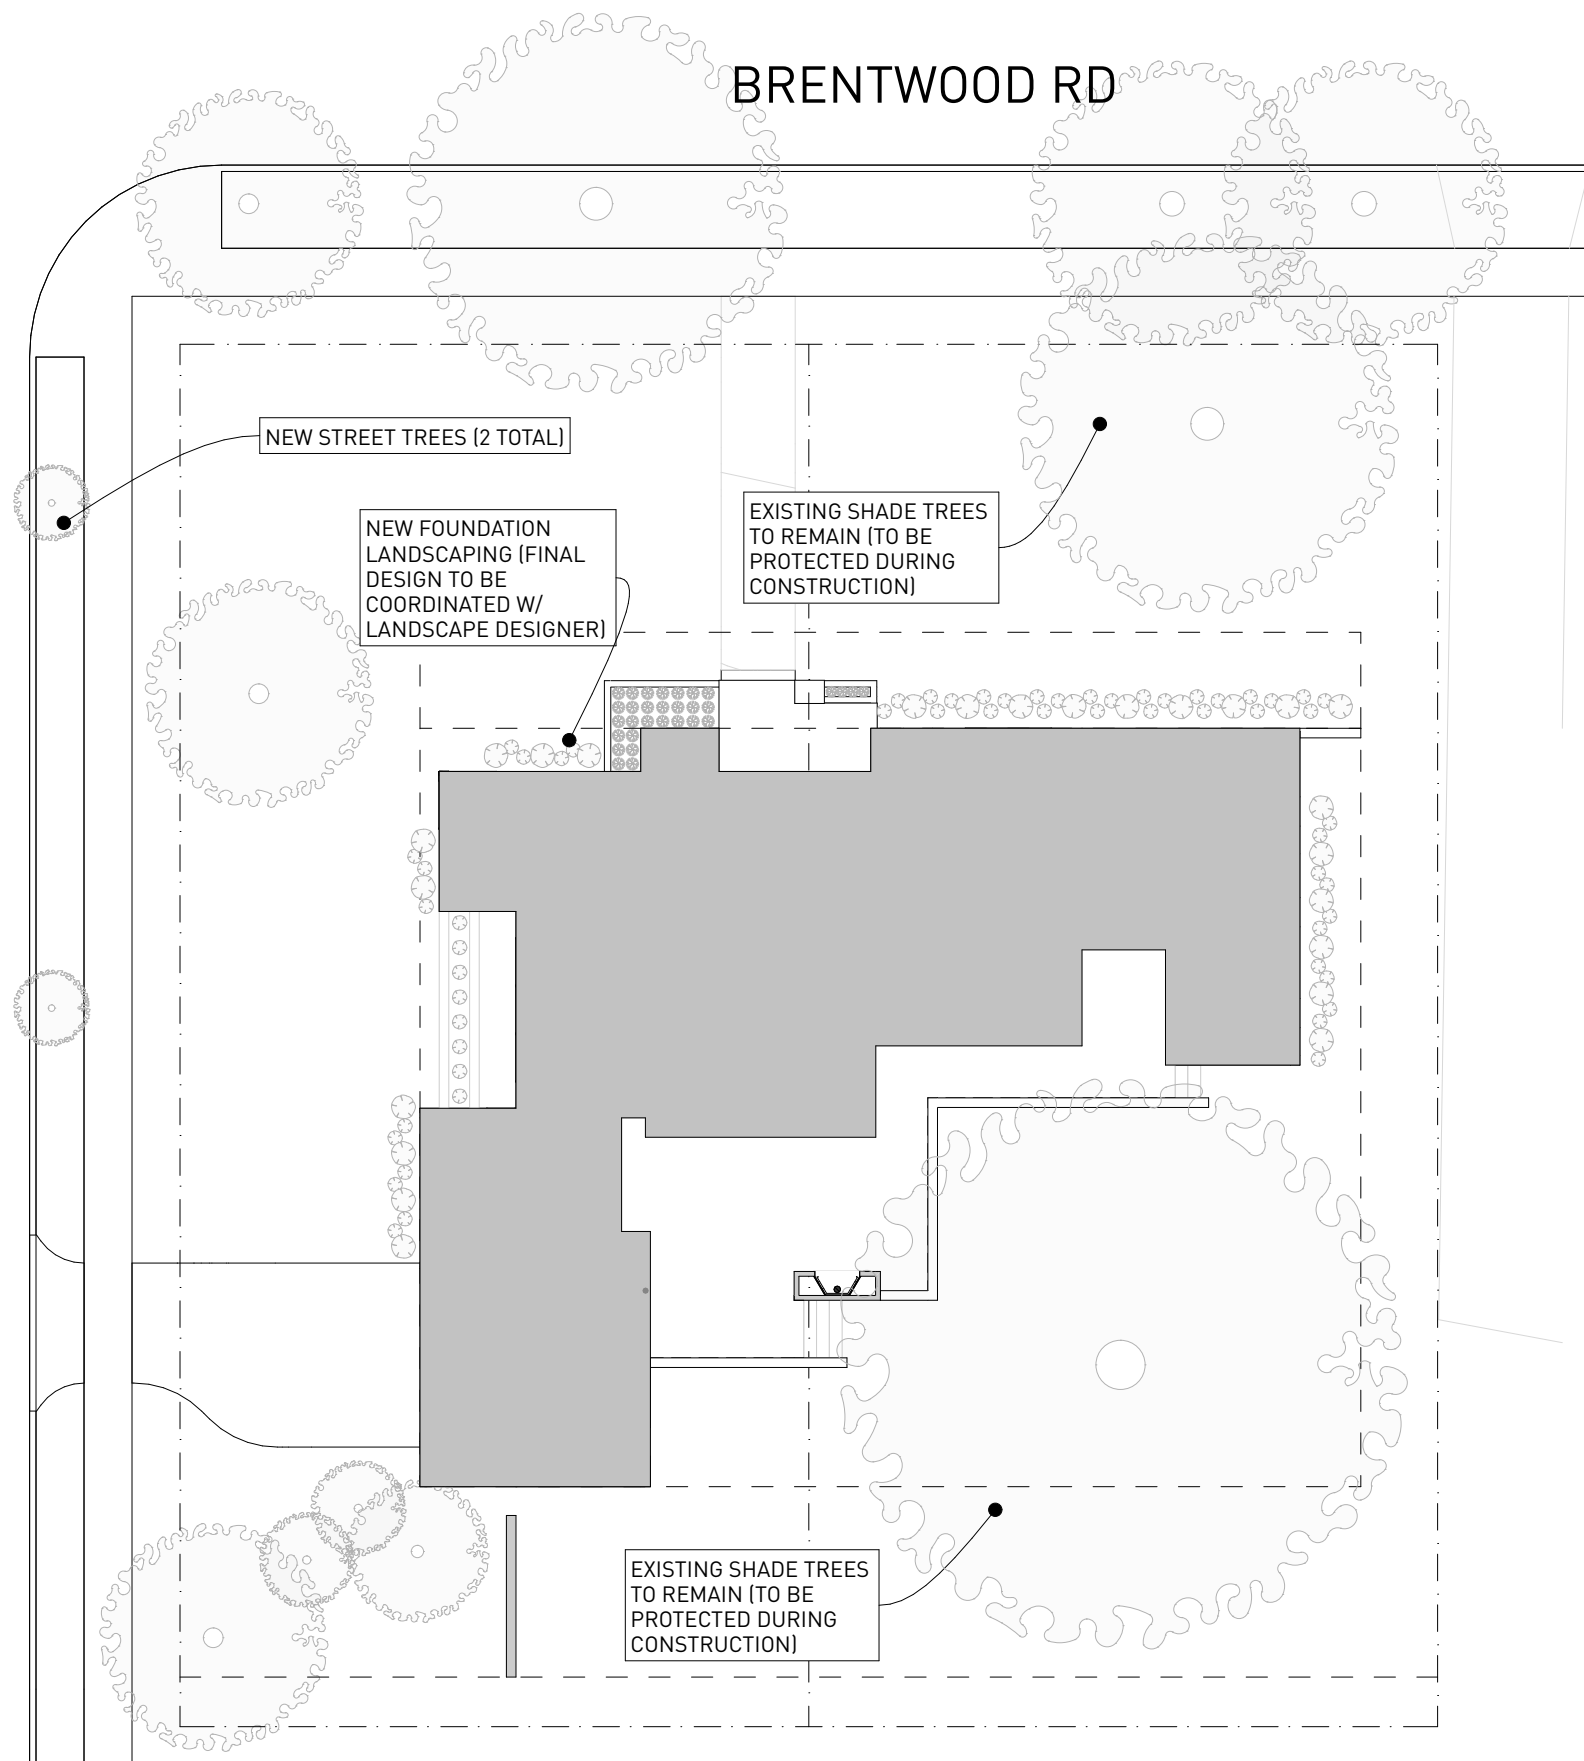 BRENTWOOD RD
NEW STREET TREES (2 TOTAL)
NEW FOUNDATION
LANDSCAPING (FINAL
DESIGN TO BE
COORDINATED W/
LANDSCAPE DESIGNER)
EXISTING SHADE TREES
TO REMAIN (TO BE
PROTECTED DURING
CONSTRUCTION)
EXISTING SHADE TREES
TO REMAIN (TO BE
PROTECTED DURING
CONSTRUCTION)